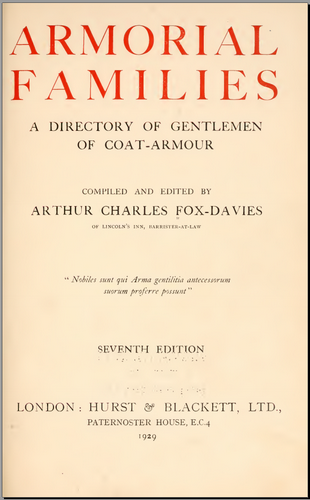 ARMORIAL
FAMILIES
A DIRECTORY OF GENTLEMEN
OF COAT-ARMOUR
COMPILED AND EDITED BY
ARTHUR CHARLES FOX-DAVIES
OF LINCOLN'S INN, BARRISTER-AT-LAW
"Nobiles sunt qui Arma gentilitia antecessorum
suorum proferre possunt"
SEVENTH EDITION
LONDON: HURST & BLACKETT, LTD.,
PATERNOSTER HOUSE, E.C.4
1929